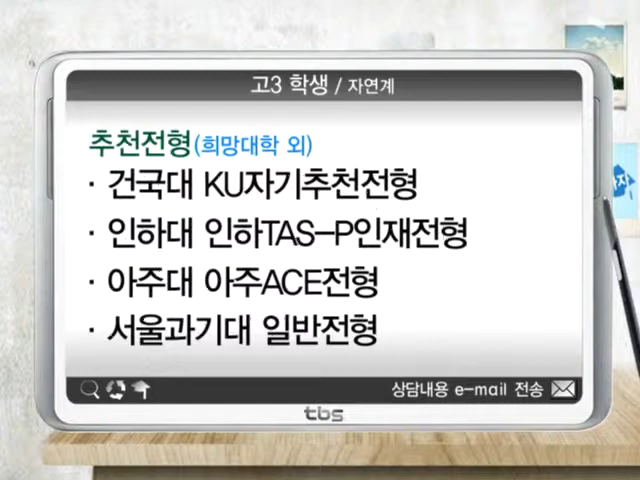 고3 학생 / 자연계
추천전형(희망대학 외)
· 건국대 KU자기추천전형
· 인하대 인하TAS-P인재전형
· 아주대 아주ACE전형
· 서울과기대 일반전형
상담내용 e-mail 전송
tbs